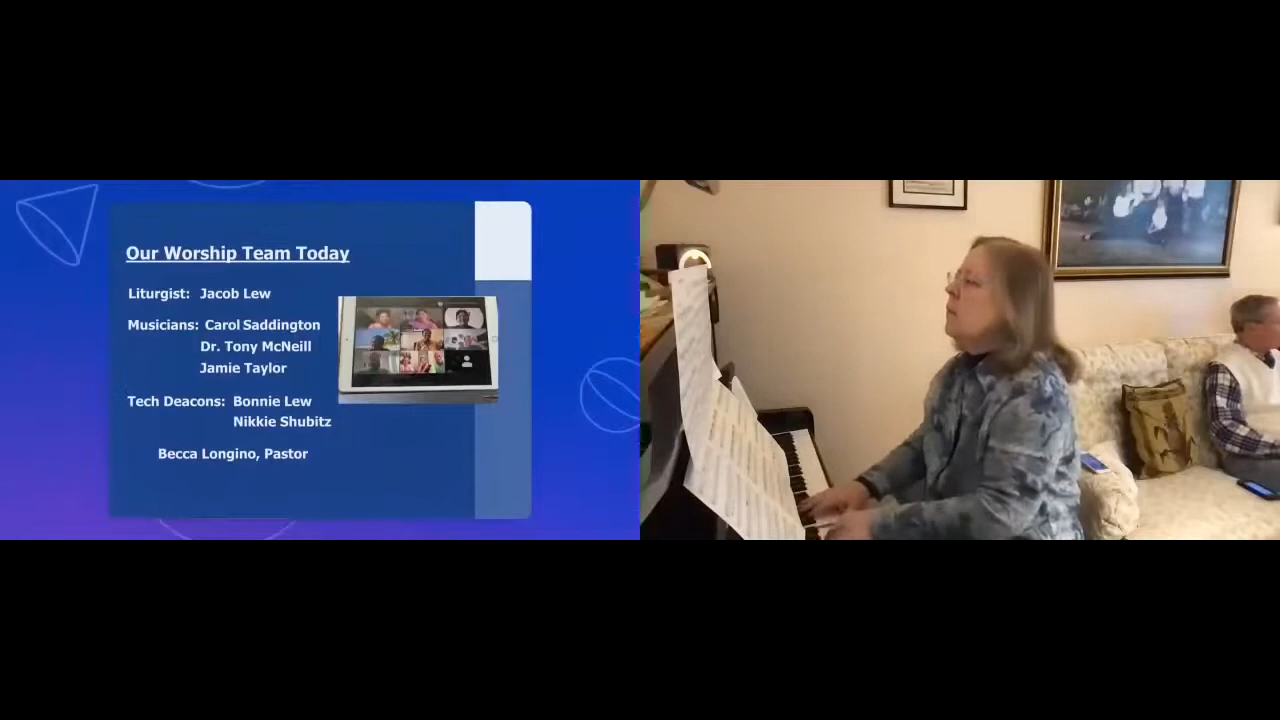 Our Worship Team Today
Liturgist: Jacob Lew
Musicians: Carol Saddington
Dr. Tony McNeill
Jamie Taylor
Tech Deacons: Bonnie Lew
Nikkie Shubitz
Becca Longino, Pastor